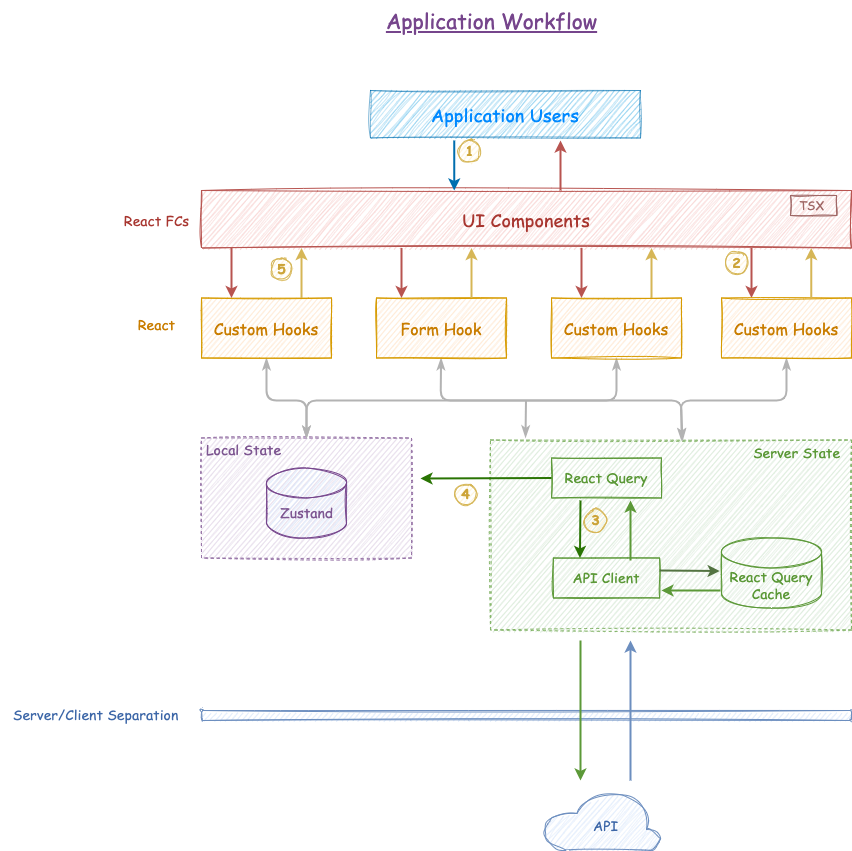 Application Workflow
Application Users
1
TSX
React FCs
UI Components
5
2
React
Custom Hooks
Form Hook
Custom Hooks
Custom Hooks
Local State
Server State
React Query
4
Zustand
3
API Client
React Query
Cache
Server/Client Separation
API